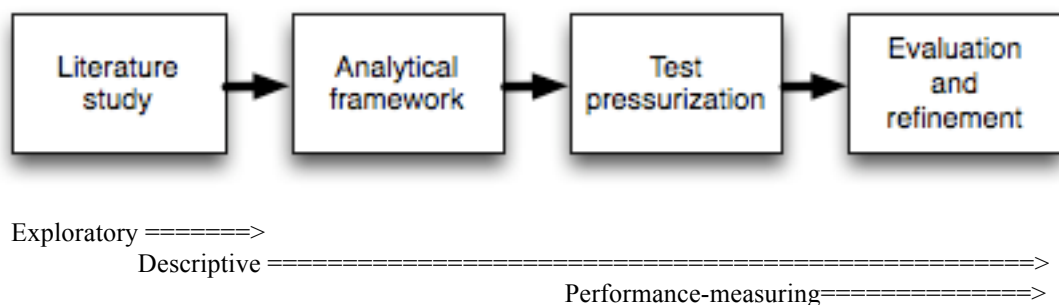 Literature
study
Analytical
framework
Test
pressurization
Evaluation
and
refinement
Exploratory =======>
Descriptive ================================================>
Performance-measuring==============>